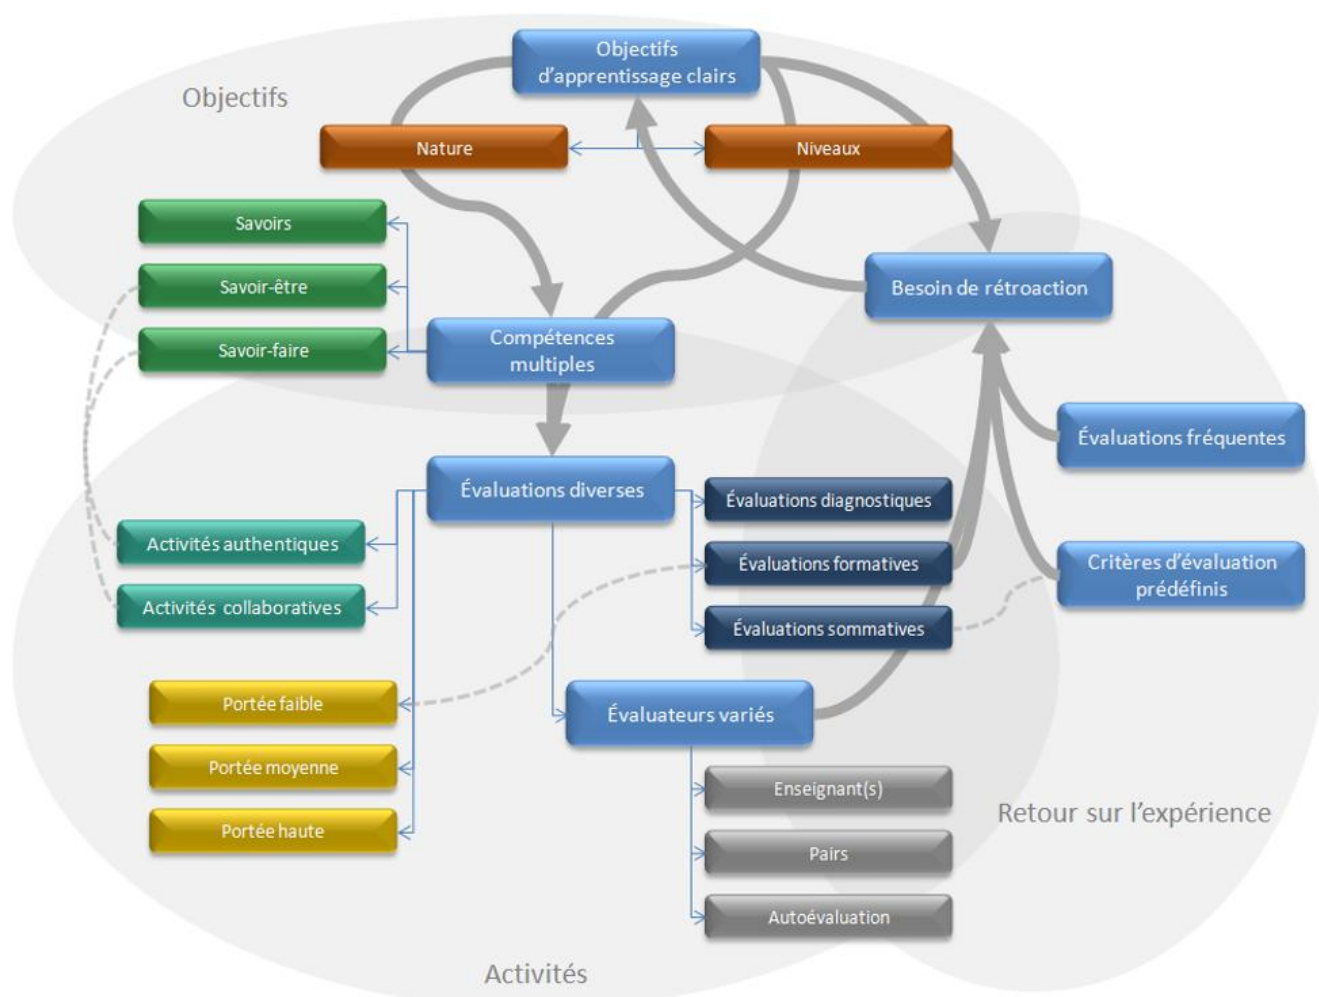 Objectifs
d'apprentissage clairs
Objectifs
Nature
Niveaux
Savoirs
Savoir-être
Savoir-faire
Besoin de rétroaction
Compétences
multiples
Évaluations fréquentes
Évaluations diverses
Évaluations diagnostiques
Activités authentiques
Évaluations formatives
Critères d'évaluation
prédéfinis
Activités collaboratives
Évaluations sommatives
Portée faible
Évaluateurs variés
Portée moyenne
Enseignant(s)
Portée haute
Retour sur l'expérience
Pairs
Autoévaluation
Activités